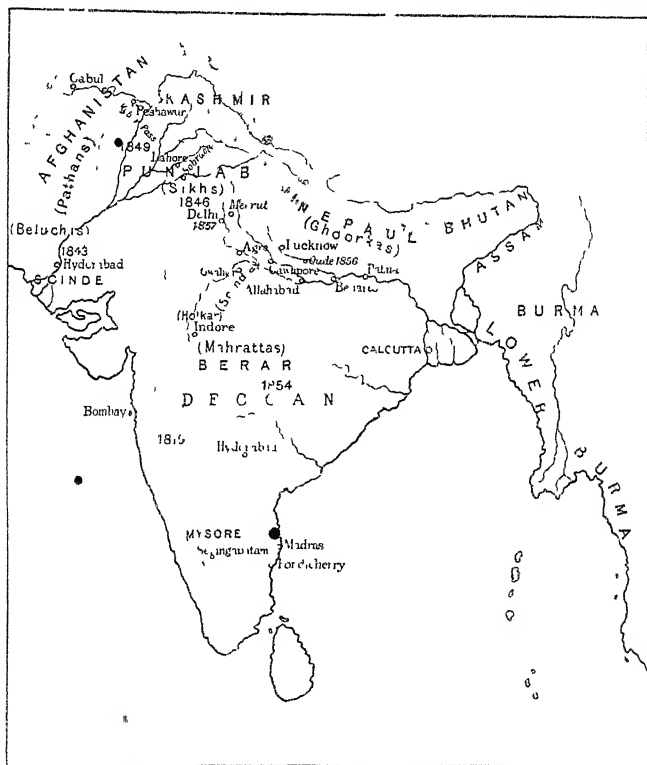 Cabul
AFGHANISTAN
(Pathans)
KASHMIR
Peshawur
Pass
1849
Lahore
Sobraon
PUNJAB
(Sikhs)
1846
Delhi
1857
Meerut
NEPAUL
(Ghoorkas)
BHUTAN
ASSAM
(Beluchis)
1843
Hyderabad
SCINDE
Agra
Lucknow
Oude 1856
Cawnpore
Patna
Allahabad
(Holkar)
Indore
(Mahrattas)
BERAR
1854
DECCAN
CALCUTTA
BURMA
LOWER BURMA
Bombay
Hyderabad
MYSORE
Madras
Pondicherry